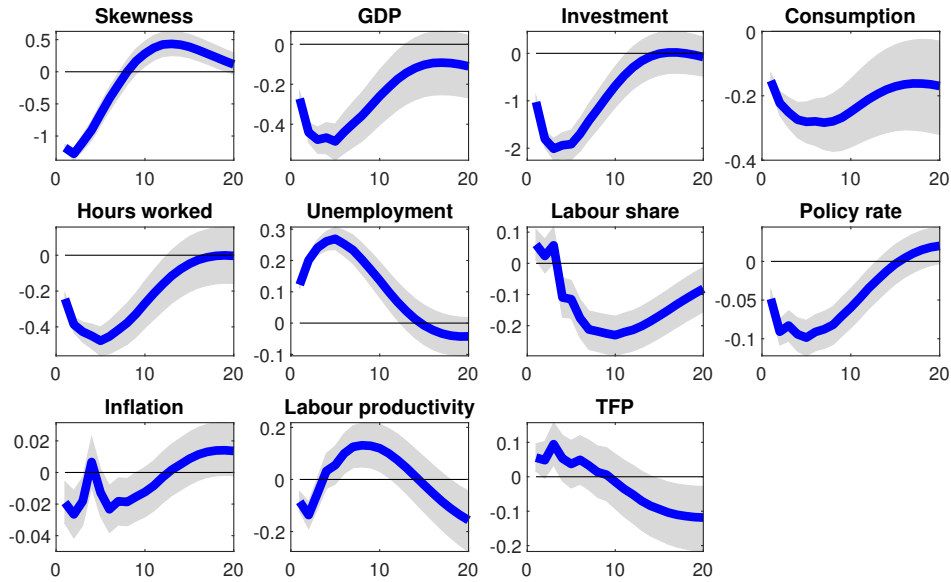 Skewness GDP Investment Consumption
0.5 0 -0.5 -1 0 10 20
0 -0.2 -0.4 0 10 20
0 -1 -2 0 10 20
0 -0.2 -0.4 0 10 20
Hours worked Unemployment Labour share Policy rate
0 -0.2 -0.4 0 10 20
0.3 0.2 0.1 0 -0.1 0 10 20
0.1 0 -0.1 -0.2 0 10 20
0 -0.05 -0.1 0 10 20
Inflation Labour productivity TFP
0.02 0 -0.02 -0.04 0 10 20
0.2 0 -0.2 0 10 20
0.1 0 -0.1 -0.2 0 10 20